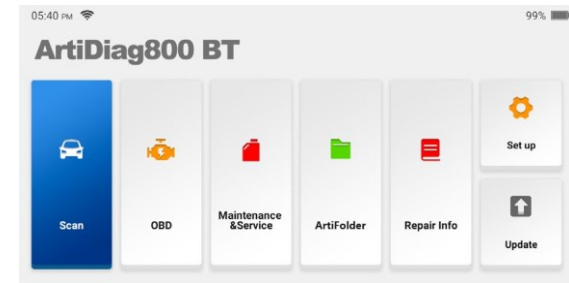 05:40 PM
99%
ArtiDiag800 BT
Scan
OBD
Maintenance
&Service
ArtiFolder
Repair Info
Set up
Update